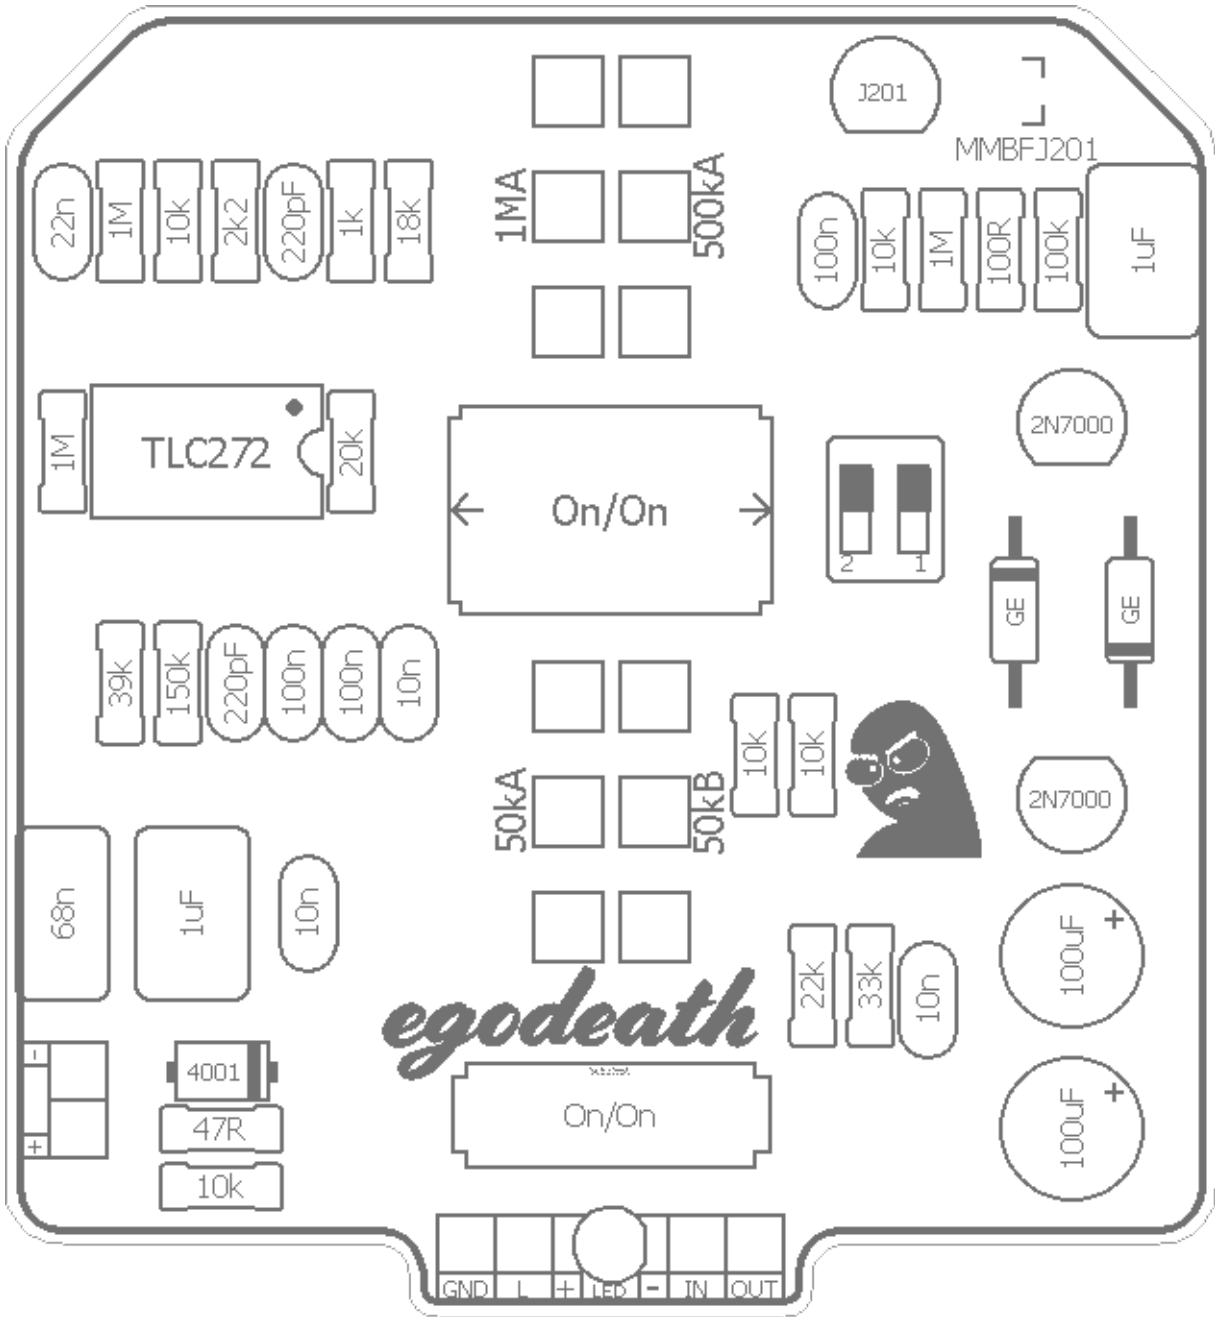 J201
MMBFJ201
22n
1M
10k
2k2
220pF
1k
18k
1MA
500kA
100n
10k
1M
100R
100k
1uF
1M
TLC272
20k
On/On
2N7000
2
1
GE
GE
39k
150k
220pF
100n
100n
10n
50kA
50kB
10k
10k
2N7000
68n
1uF
10n
22k
33k
10n
100uF
+
egodeath
-
+
4001
47R
10k
On/On
100uF
+
GND L + LED - IN OUT